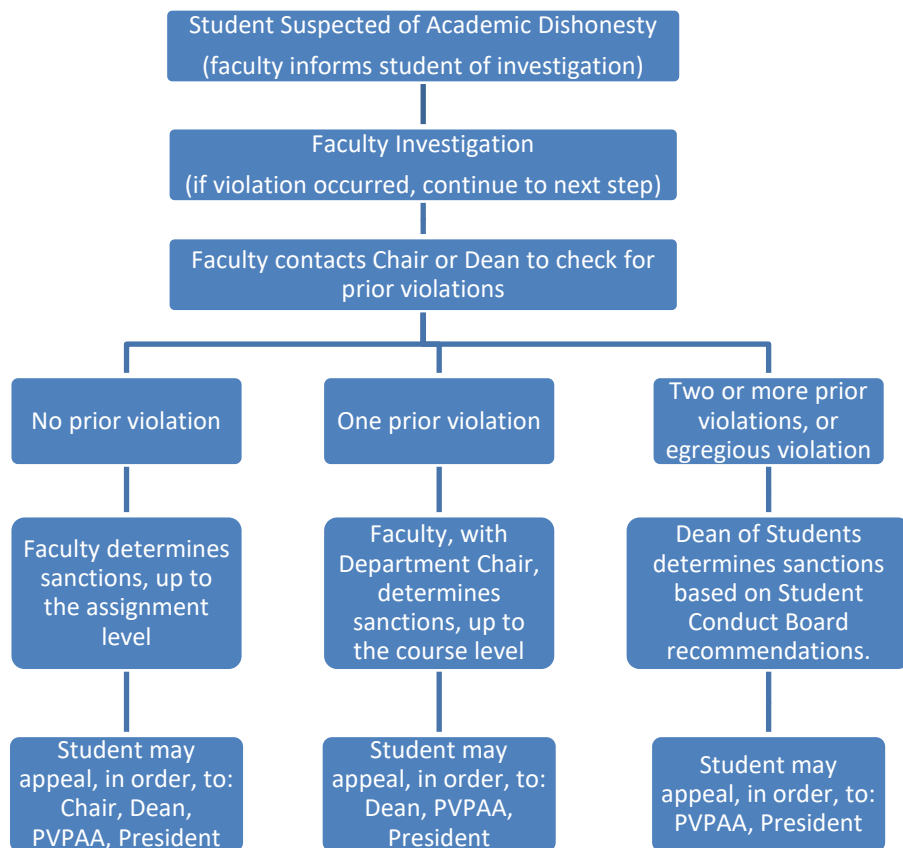 Student Suspected of Academic Dishonesty
(faculty informs student of investigation)
Faculty Investigation
(if violation occurred, continue to next step)
Faculty contacts Chair or Dean to check for
prior violations
No prior violation
One prior violation
Two or more prior
violations, or
egregious violation
Faculty determines
sanctions, up to
the assignment
level
Faculty, with
Department Chair,
determines
sanctions, up to
the course level
Dean of Students
determines sanctions
based on Student
Conduct Board
recommendations.
Student may
appeal, in order, to:
Chair, Dean,
PVPAA, President
Student may
appeal, in order, to:
Dean, PVPAA,
President
Student may
appeal, in order, to:
PVPAA, President